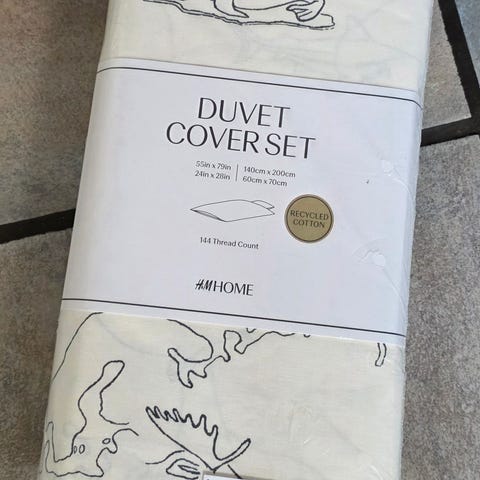 DUVET
COVER SET
55in x 79in | 140cm x 200cm
24in x 28in | 60cm x 70cm
RECYCLED
COTTON
144 Thread Count
H&M HOME